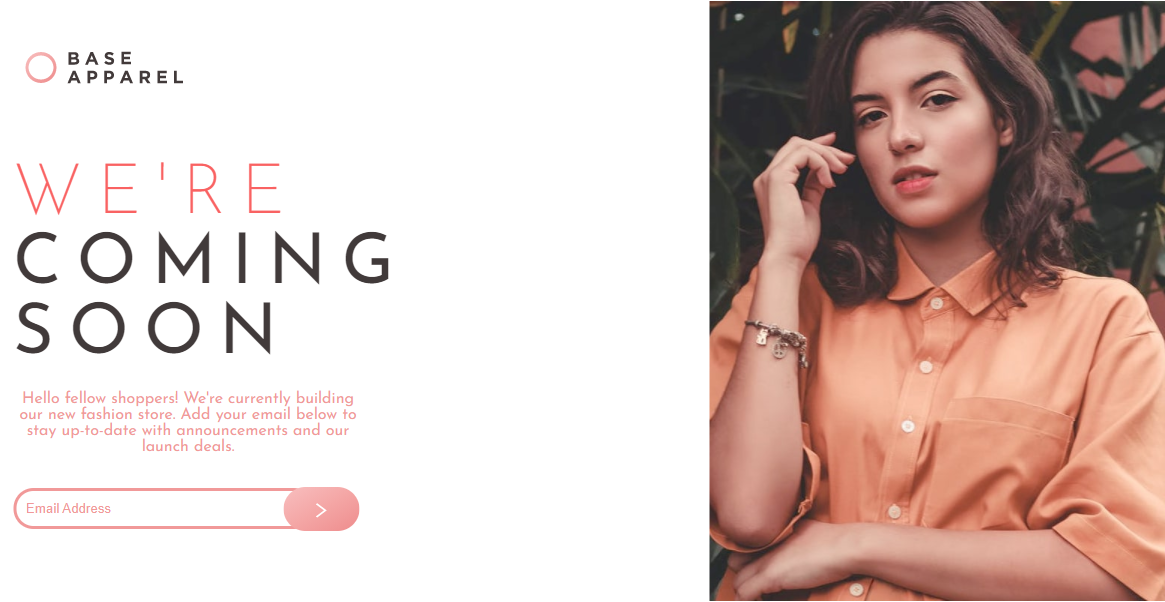 BASE
APPAREL
WE'RE
COMING
SOON
Hello fellow shoppers! We're currently building
our new fashion store. Add your email below to
stay up-to-date with announcements and our
launch deals.
Email Address